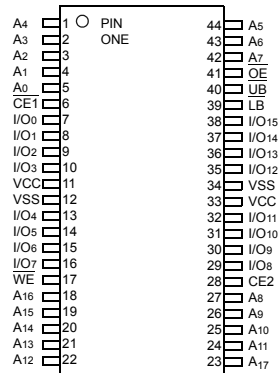 A4 1 PIN 44 A5
A3 2 ONE 43 A6
A2 3 42 A7
A1 4 41 OE
A0 5 40 UB
CE1 6 39 LB
I/O0 7 38 I/O15
I/O1 8 37 I/O14
I/O2 9 36 I/O13
I/O3 10 35 I/O12
VCC 11 34 VSS
VSS 12 33 VCC
I/O4 13 32 I/O11
I/O5 14 31 I/O10
I/O6 15 30 I/O9
I/O7 16 29 I/O8
WE 17 28 CE2
A16 18 27 A8
A15 19 26 A9
A14 20 25 A10
A13 21 24 A11
A12 22 23 A17